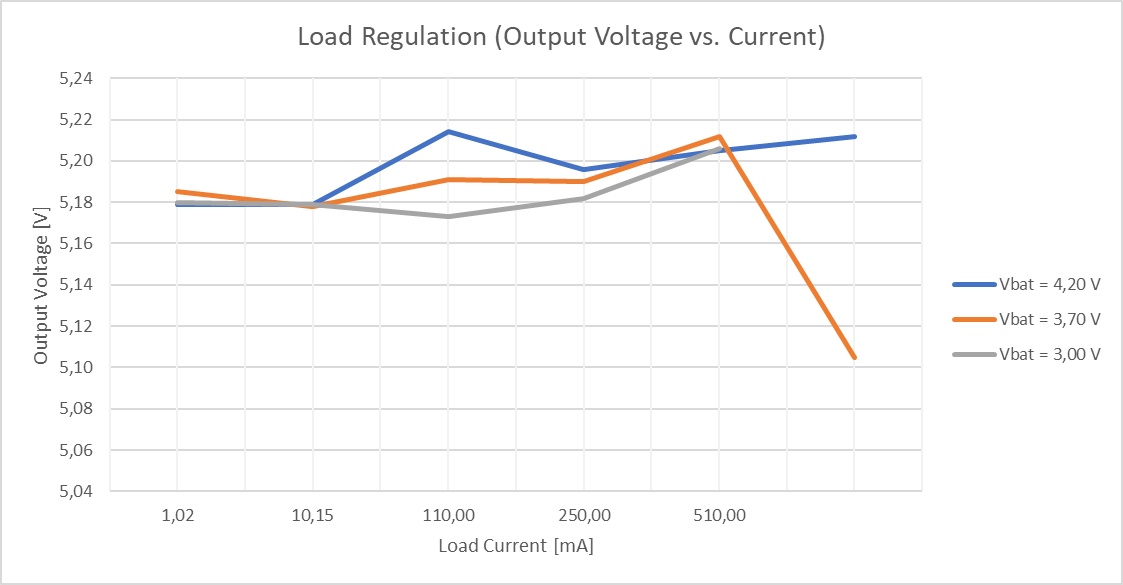 Load Regulation (Output Voltage vs. Current)
5,24
5,22
5,20
5,18
5,16
5,14
5,12
5,10
5,08
5,06
5,04
Output Voltage [V]
1,02 10,15 110,00 250,00 510,00
Load Current [mA]
Vbat = 4,20 V
Vbat = 3,70 V
Vbat = 3,00 V